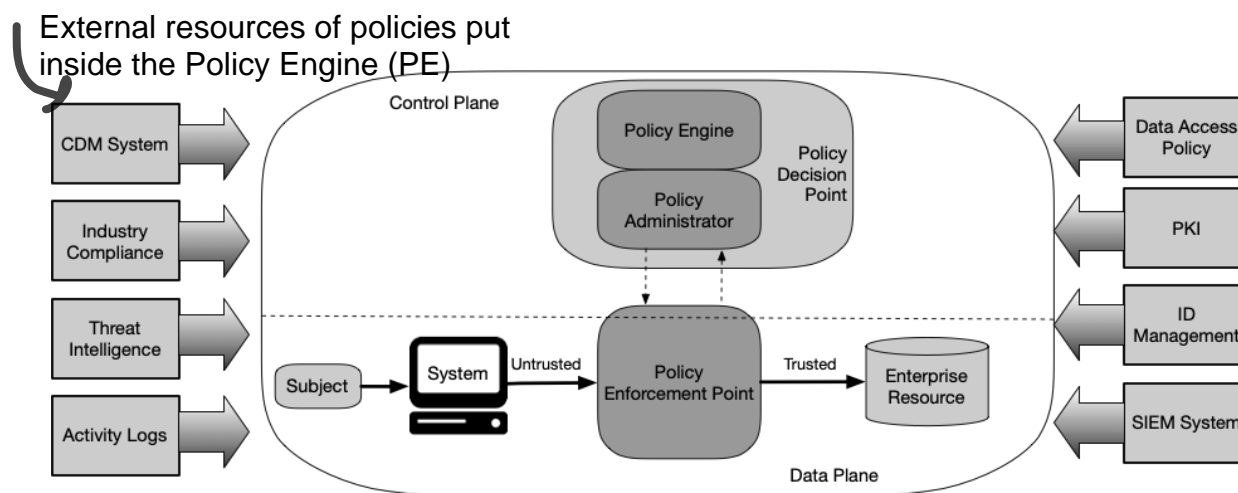 External resources of policies put
inside the Policy Engine (PE)
Control Plane
CDM System
Industry
Compliance
Threat
Intelligence
Activity Logs
Policy Engine
Policy
Administrator
Policy
Decision
Point
Subject
System
Untrusted
Policy
Enforcement Point
Trusted
Enterprise
Resource
Data Plane
Data Access
Policy
PKI
ID
Management
SIEM System